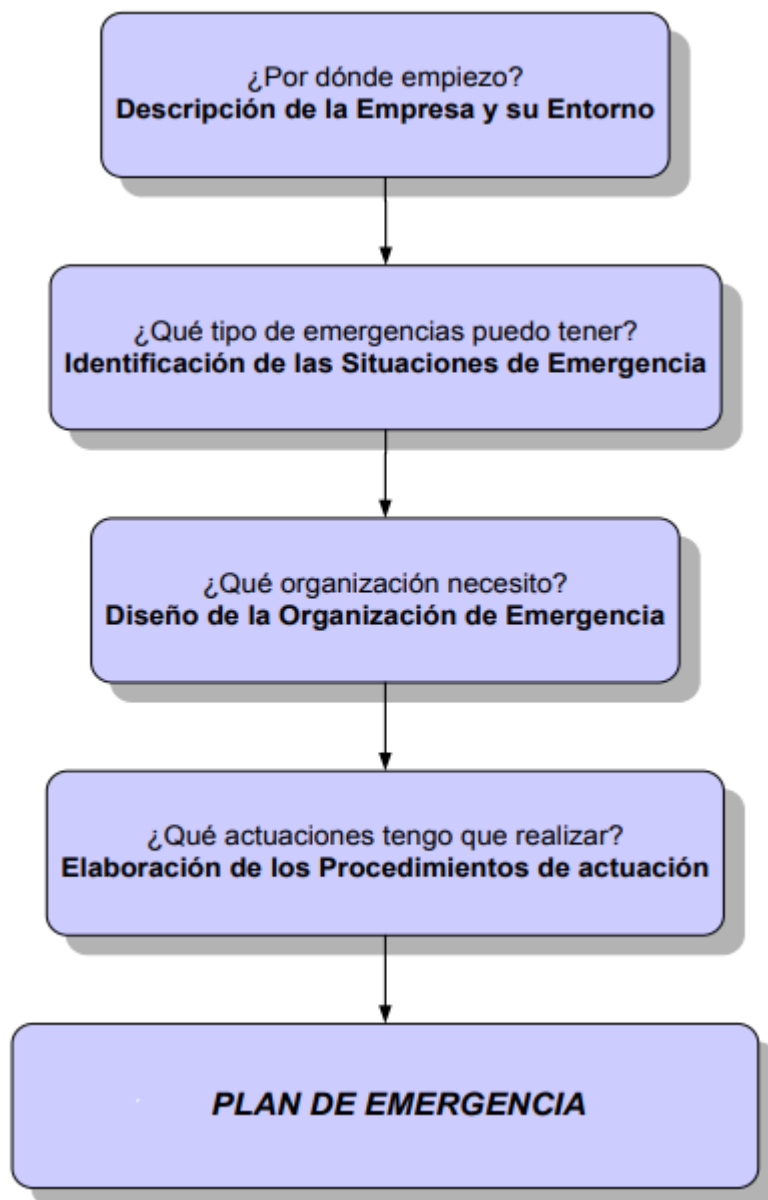 ¿Por dónde empiezo?
Descripción de la Empresa y su Entorno
¿Qué tipo de emergencias puedo tener?
Identificación de las Situaciones de Emergencia
¿Qué organización necesito?
Diseño de la Organización de Emergencia
¿Qué actuaciones tengo que realizar?
Elaboración de los Procedimientos de actuación
PLAN DE EMERGENCIA